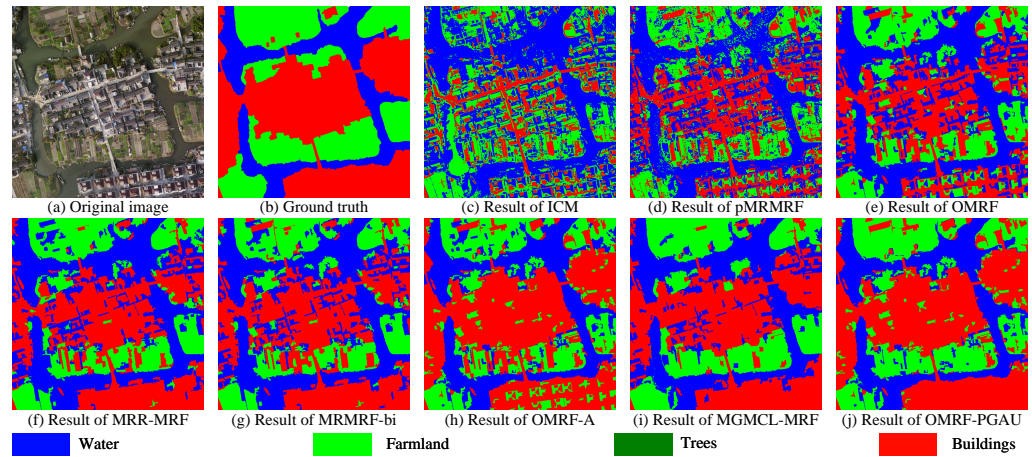 (a) Original image (b) Ground truth (c) Result of ICM (d) Result of pMRMRF (e) Result of OMRF
(f) Result of MRR-MRF (g) Result of MRMRF-bi (h) Result of OMRF-A (i) Result of MGMCL-MRF (j) Result of OMRF-PGAU
Water Farmland Trees Buildings